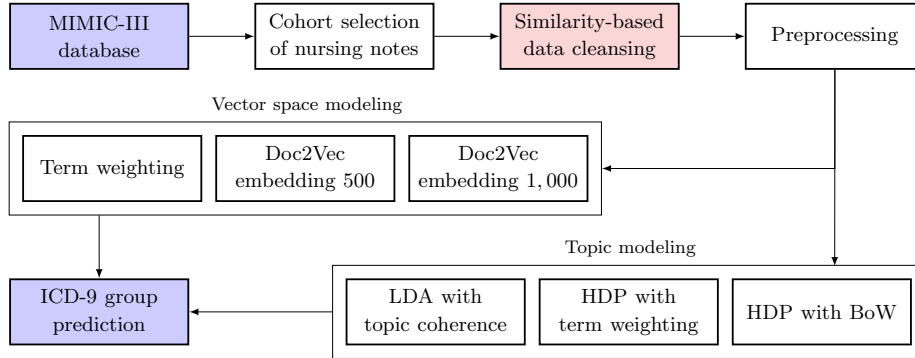 MIMIC-III
database
Cohort selection
of nursing notes
Similarity-based
data cleansing
Preprocessing
Vector space modeling
Term weighting
Doc2Vec
embedding 500
Doc2Vec
embedding 1, 000
Topic modeling
ICD-9 group
prediction
LDA with
topic coherence
HDP with
term weighting
HDP with BoW